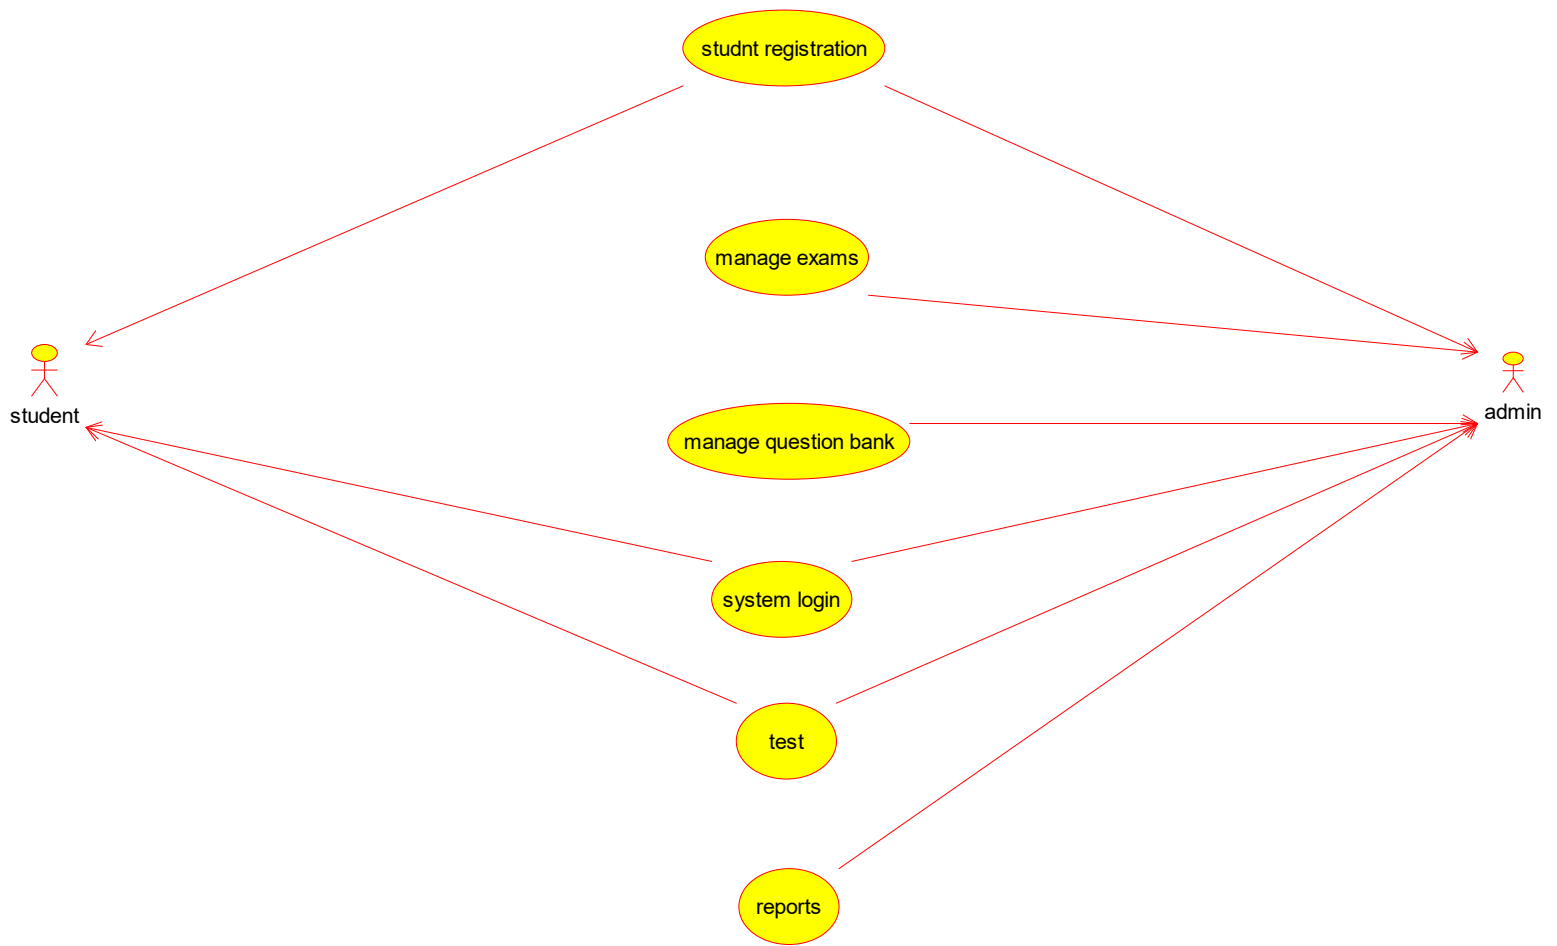 studnt registration
manage exams
student
admin
manage question bank
system login
test
reports